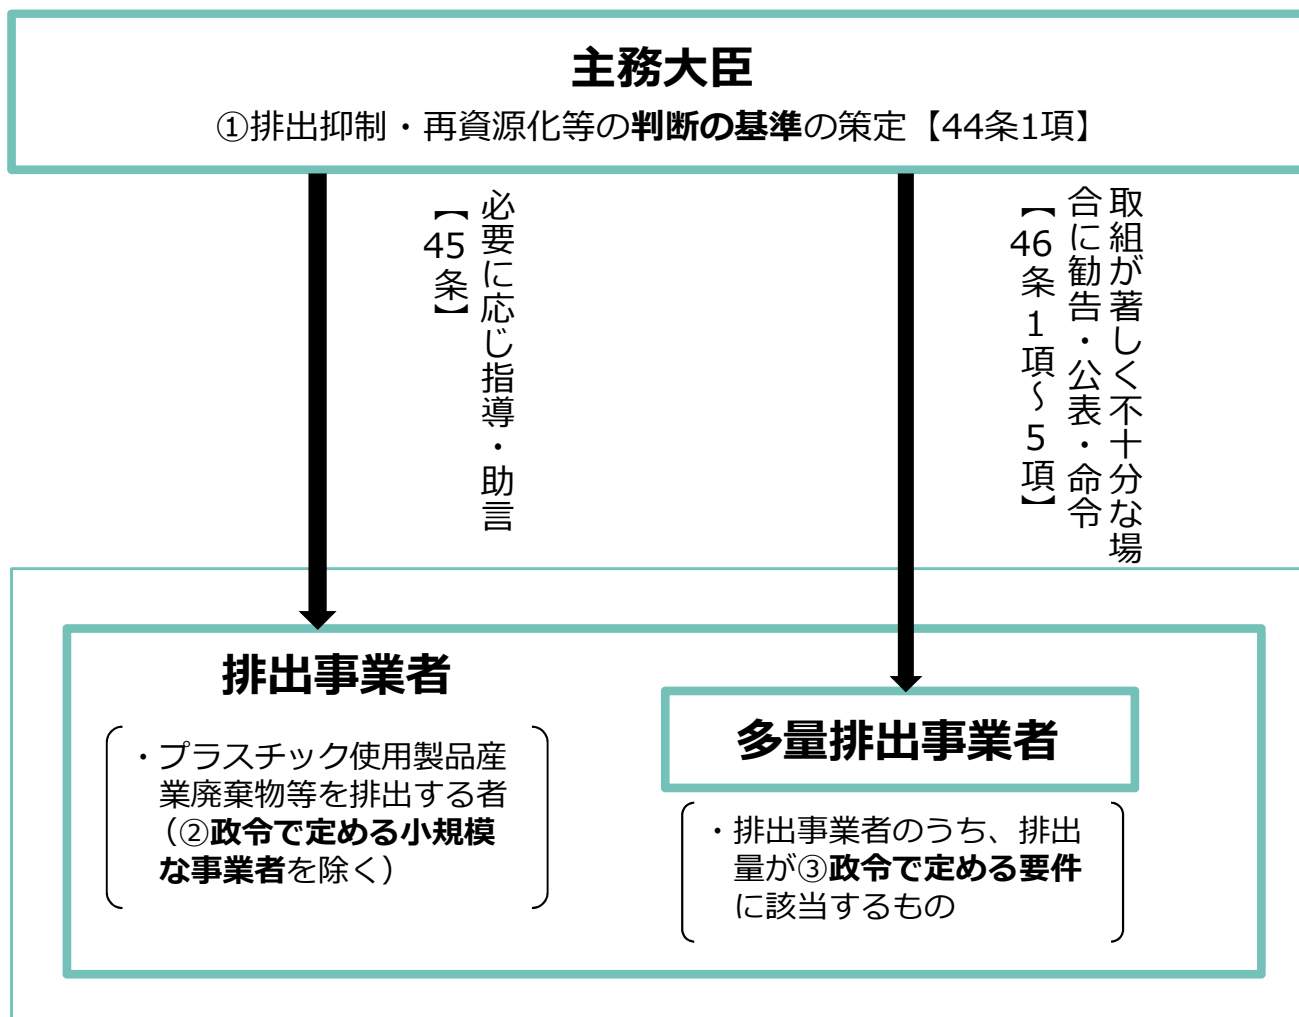 主務大臣
①排出抑制・再資源化等の判断の基準の策定【44条1項】
必要に応じ指導・助言
【45条】
取組が著しく不十分な場
合に勧告・公表・命令
【46条1項～5項】
排出事業者
・プラスチック使用製品産
業廃棄物等を排出する者
（②政令で定める小規模
な事業者を除く）
多量排出事業者
・排出事業者のうち、排出
量が③政令で定める要件
に該当するもの